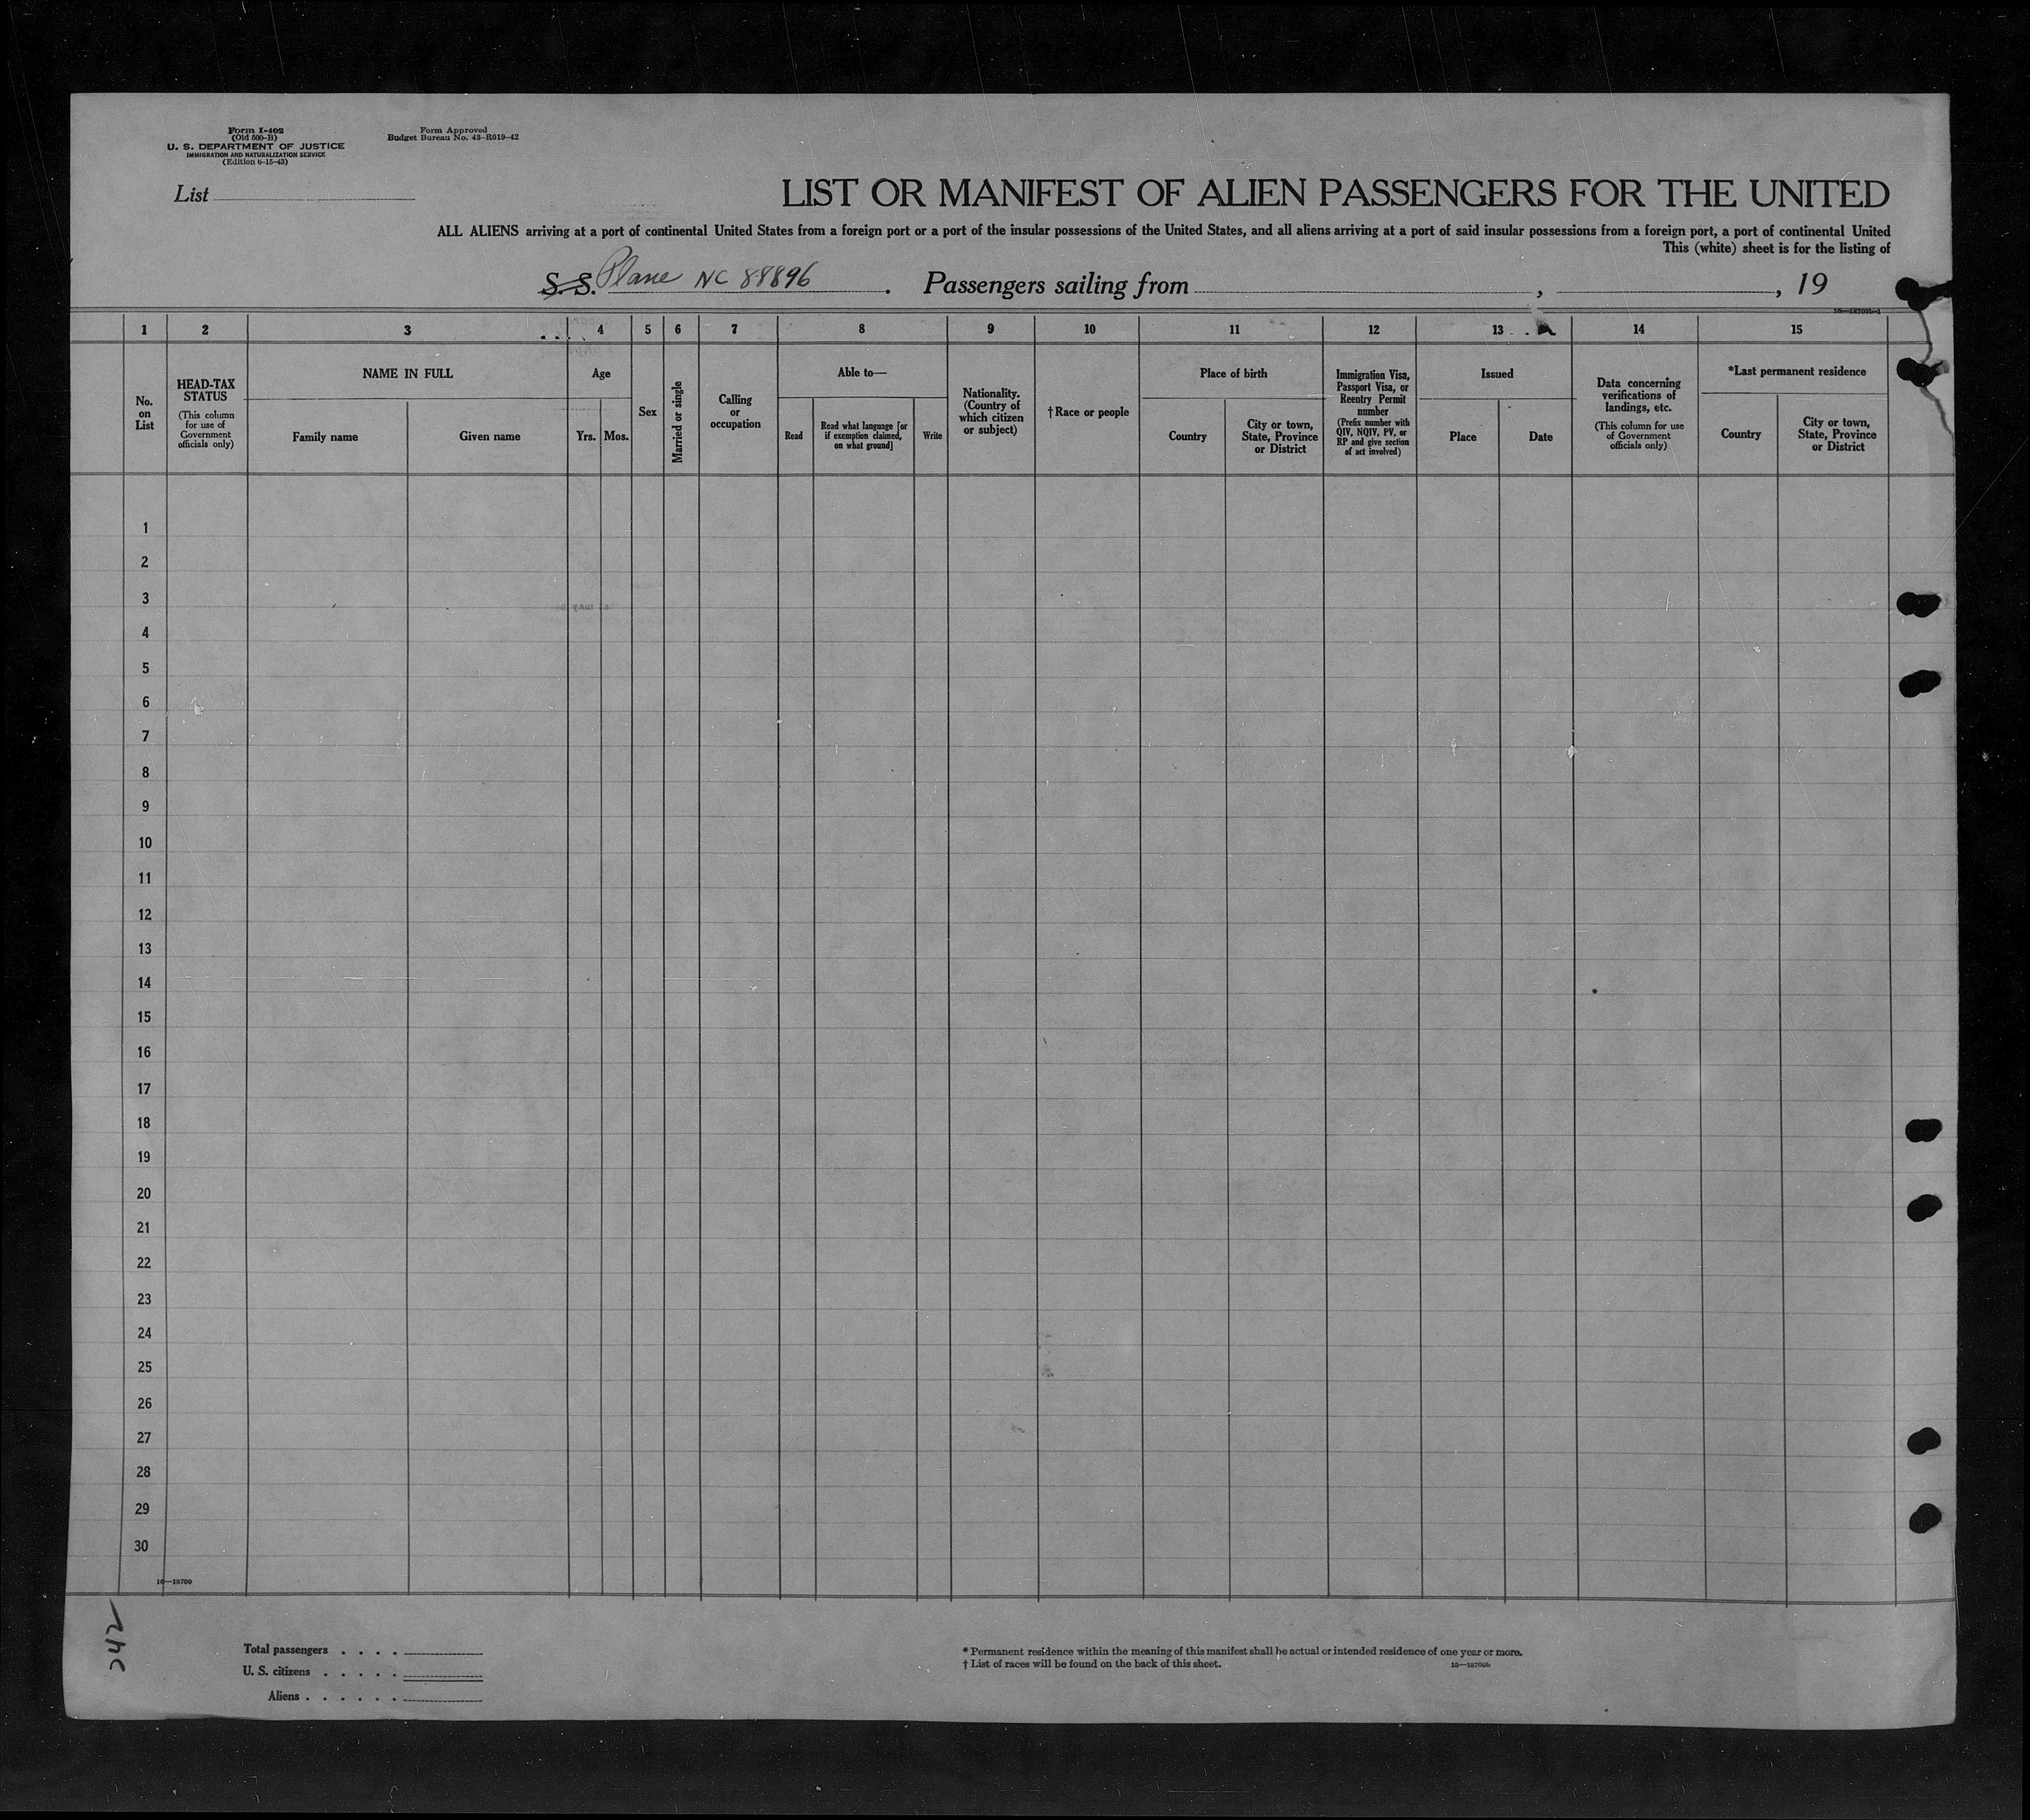 Form I-402
(Old 500-B)
U. S. DEPARTMENT OF JUSTICE
IMMIGRATION AND NATURALIZATION SERVICE
(Edition 6-15-43)
Form Approved
Budget Bureau No. 43-R019-42
List
LIST OR MANIFEST OF ALIEN PASSENGERS FOR THE UNITED
ALL ALIENS arriving at a port of continental United States from a foreign port or a port of the insular possessions of the United States, and all aliens arriving at a port of said insular possessions from a foreign port, a port of continental United
This (white) sheet is for the listing of
S. S. Plane NC 88896 . Passengers sailing from , , 19
16—18709b-1
1 2 3 4 5 6 7 8 9 10 11 12 13 14 15
No. on List
HEAD-TAX STATUS
(This column for use of Government officials only)
NAME IN FULL
Family name
Given name
Age
Yrs.
Mos.
Sex
Married or single
Calling or occupation
Able to—
Read
Read what language [or if exemption claimed, on what ground]
Write
Nationality. (Country of which citizen or subject)
†Race or people
Place of birth
Country
City or town, State, Province or District
Immigration Visa, Passport Visa, or Reentry Permit number
(Prefix number with QIV, NQIV, PV, or RP and give section of act involved)
Issued
Place
Date
Data concerning verifications of landings, etc.
(This column for use of Government officials only)
*Last permanent residence
Country
City or town, State, Province or District
1
2
3
4
5
6
7
8
9
10
11
12
13
14
15
16
17
18
19
20
21
22
23
24
25
26
27
28
29
30
16—18709
242
Total passengers . . . .
U. S. citizens . . . . .
Aliens . . . . . .
* Permanent residence within the meaning of this manifest shall be actual or intended residence of one year or more.
† List of races will be found on the back of this sheet.
16—18709b